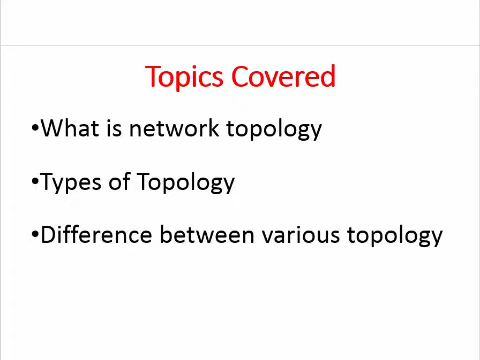 Topics Covered
•What is network topology
•Types of Topology
•Difference between various topology